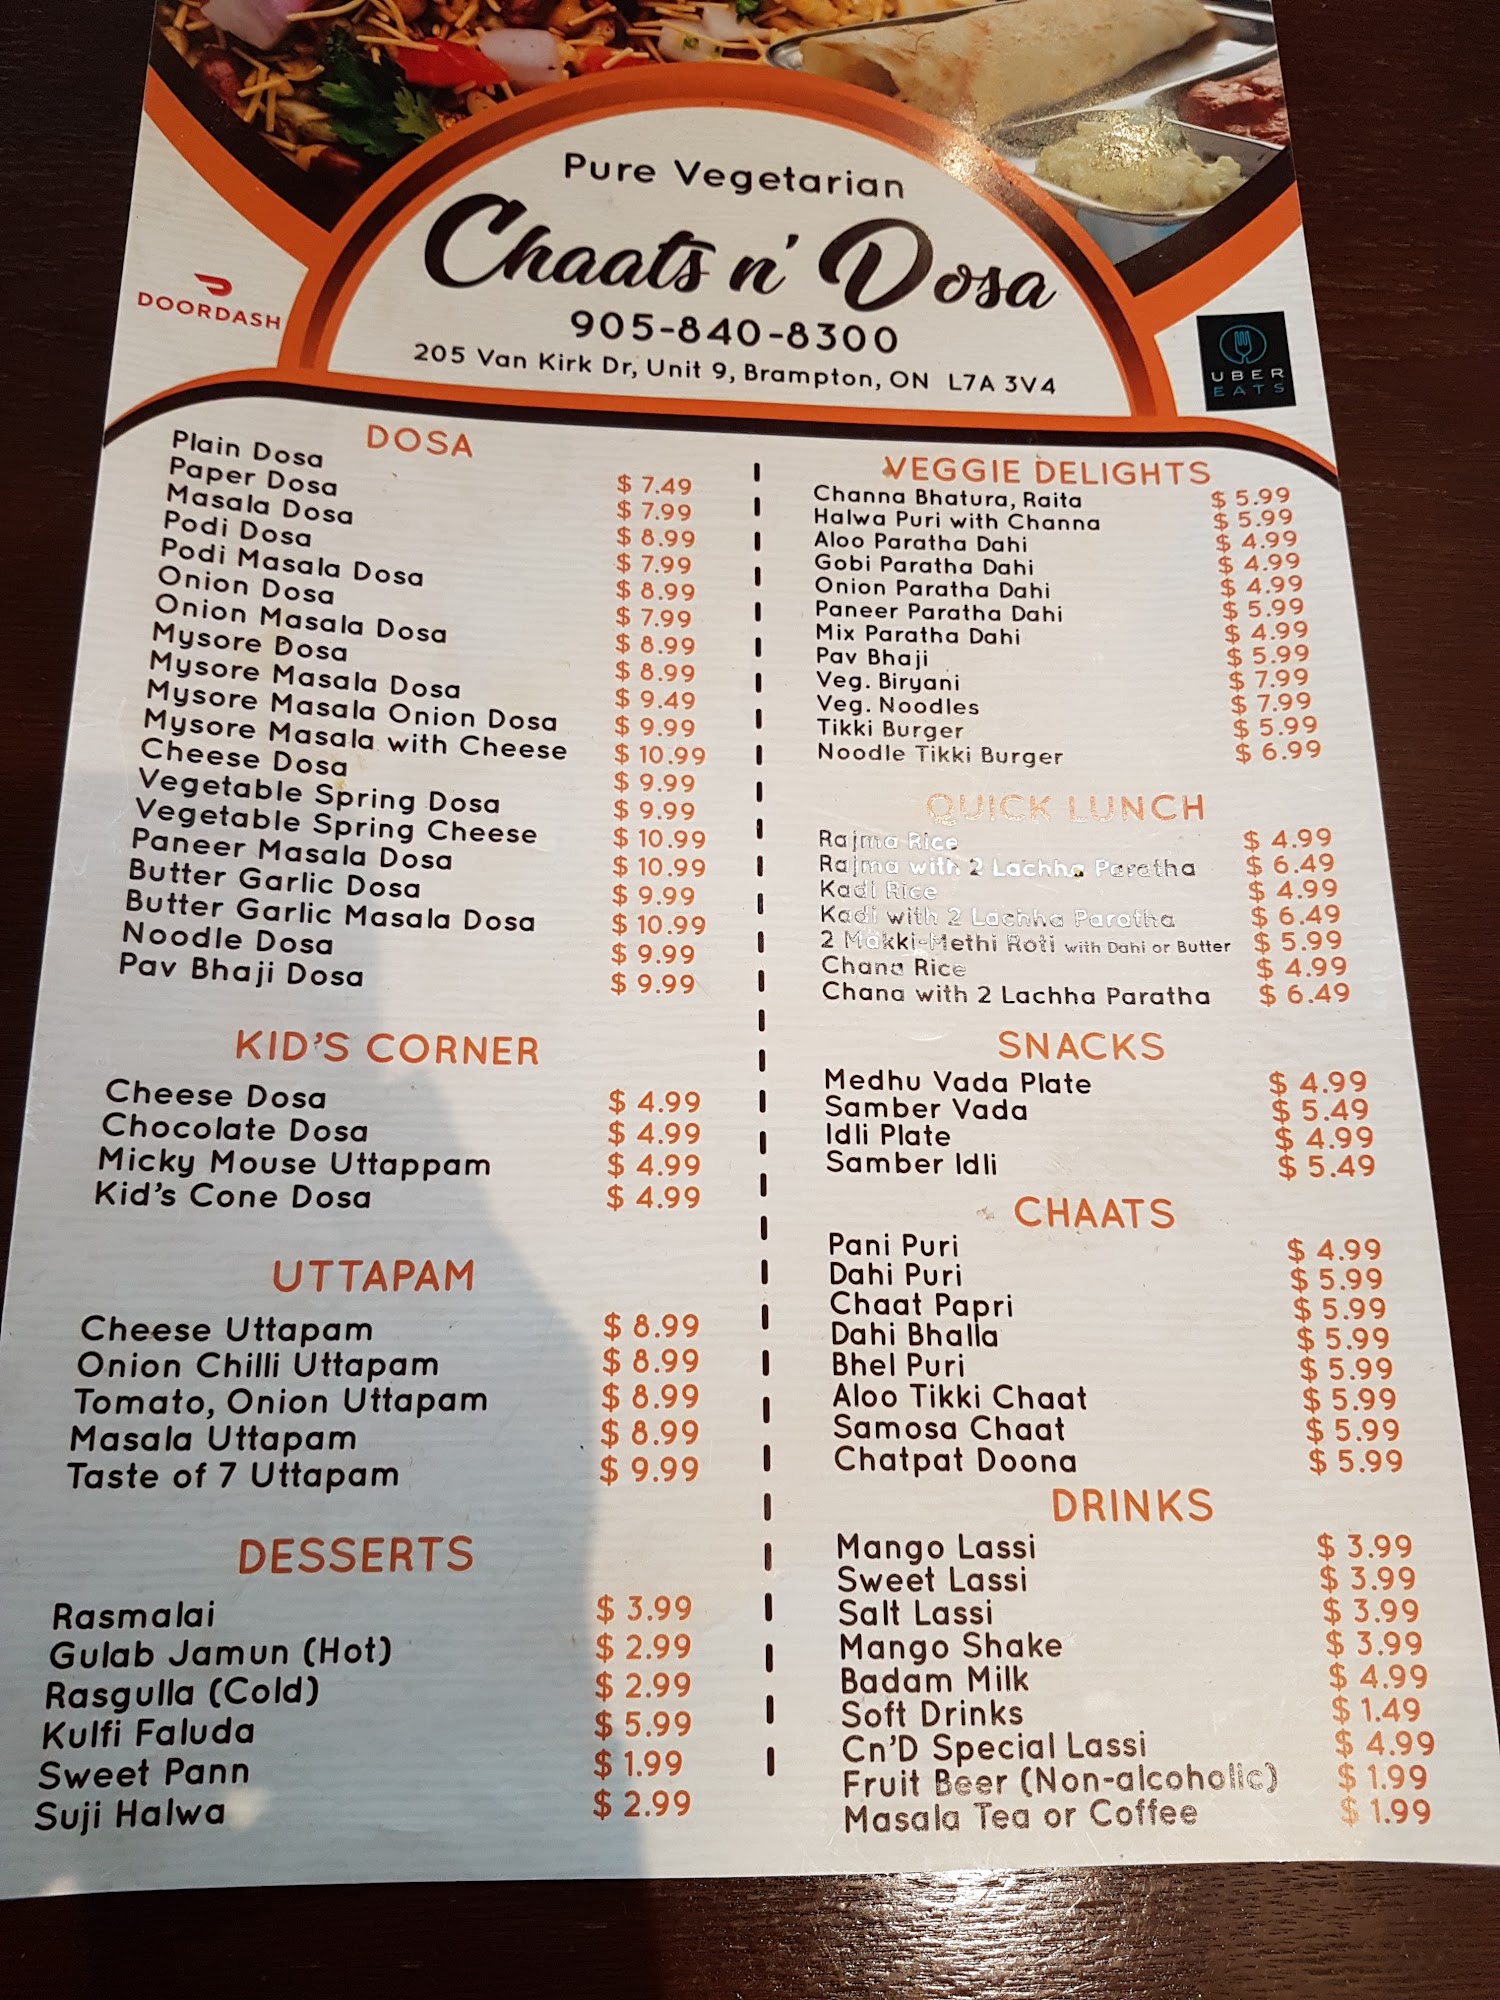 Pure Vegetarian
Chaats n' Dosa
905-840-8300
205 Van Kirk Dr, Unit 9, Brampton, ON L7A 3V4
DOORDASH
UBER
EATS
DOSA
Plain Dosa $ 7.49
Paper Dosa $ 7.99
Masala Dosa $ 8.99
Podi Dosa $ 7.99
Podi Masala Dosa $ 8.99
Onion Dosa $ 7.99
Onion Masala Dosa $ 8.99
Mysore Dosa $ 8.99
Mysore Masala Dosa $ 9.49
Mysore Masala Onion Dosa $ 9.99
Mysore Masala with Cheese $ 10.99
Cheese Dosa $ 9.99
Vegetable Spring Dosa $ 9.99
Vegetable Spring Cheese $ 10.99
Paneer Masala Dosa $ 10.99
Butter Garlic Dosa $ 9.99
Butter Garlic Masala Dosa $ 10.99
Noodle Dosa $ 9.99
Pav Bhaji Dosa $ 9.99
KID'S CORNER
Cheese Dosa $ 4.99
Chocolate Dosa $ 4.99
Micky Mouse Uttappam $ 4.99
Kid's Cone Dosa $ 4.99
UTTAPAM
Cheese Uttapam $ 8.99
Onion Chilli Uttapam $ 8.99
Tomato, Onion Uttapam $ 8.99
Masala Uttapam $ 8.99
Taste of 7 Uttapam $ 9.99
DESSERTS
Rasmalai $ 3.99
Gulab Jamun (Hot) $ 2.99
Rasgulla (Cold) $ 2.99
Kulfi Faluda $ 5.99
Sweet Pann $ 1.99
Suji Halwa $ 2.99
VEGGIE DELIGHTS
Channa Bhatura, Raita $ 5.99
Halwa Puri with Channa $ 5.99
Aloo Paratha Dahi $ 4.99
Gobi Paratha Dahi $ 4.99
Onion Paratha Dahi $ 4.99
Paneer Paratha Dahi $ 5.99
Mix Paratha Dahi $ 4.99
Pav Bhaji $ 5.99
Veg. Biryani $ 7.99
Veg. Noodles $ 7.99
Tikki Burger $ 5.99
Noodle Tikki Burger $ 6.99
QUICK LUNCH
Rajma Rice $ 4.99
Rajma with 2 Lachha Paratha $ 6.49
Kadi Rice $ 4.99
Kadi with 2 Lachha Paratha $ 6.49
2 Makki-Methi Roti with Dahi or Butter $ 5.99
Chana Rice $ 4.99
Chana with 2 Lachha Paratha $ 6.49
SNACKS
Medhu Vada Plate $ 4.99
Samber Vada $ 5.49
Idli Plate $ 4.99
Samber Idli $ 5.49
CHAATS
Pani Puri $ 4.99
Dahi Puri $ 5.99
Chaat Papri $ 5.99
Dahi Bhalla $ 5.99
Bhel Puri $ 5.99
Aloo Tikki Chaat $ 5.99
Samosa Chaat $ 5.99
Chatpat Doona $ 5.99
DRINKS
Mango Lassi $ 3.99
Sweet Lassi $ 3.99
Salt Lassi $ 3.99
Mango Shake $ 3.99
Badam Milk $ 4.99
Soft Drinks $ 1.49
Cn'D Special Lassi $ 4.99
Fruit Beer (Non-alcoholic) $ 1.99
Masala Tea or Coffee $ 1.99